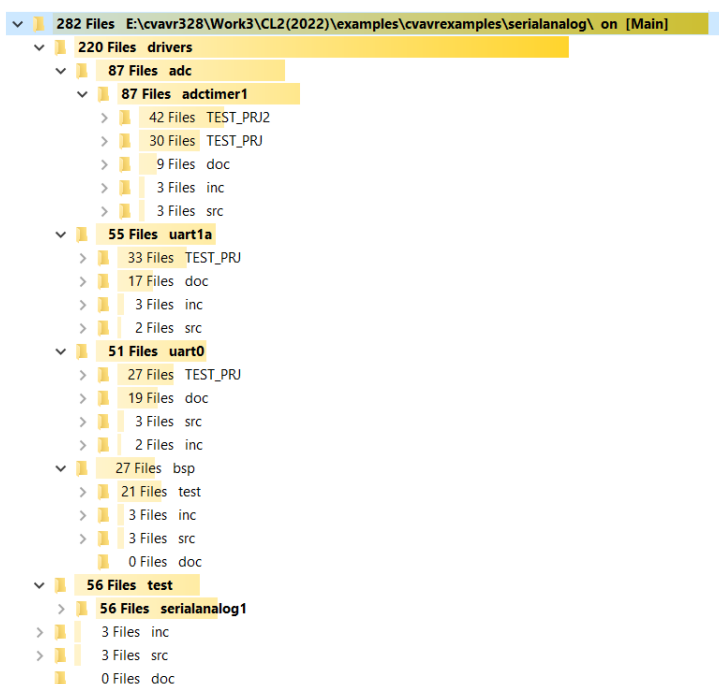 282 Files E:\cvavr328\Work3\CL2(2022)\examples\cvavrexamples\serialanalog\ on [Main]
220 Files drivers
87 Files adc
87 Files adctimer1
42 Files TEST_PRJ2
30 Files TEST_PRJ
9 Files doc
3 Files inc
3 Files src
55 Files uart1a
33 Files TEST_PRJ
17 Files doc
3 Files inc
2 Files src
51 Files uart0
27 Files TEST_PRJ
19 Files doc
3 Files src
2 Files inc
27 Files bsp
21 Files test
3 Files inc
3 Files src
0 Files doc
56 Files test
56 Files serialanalog1
3 Files inc
3 Files src
0 Files doc